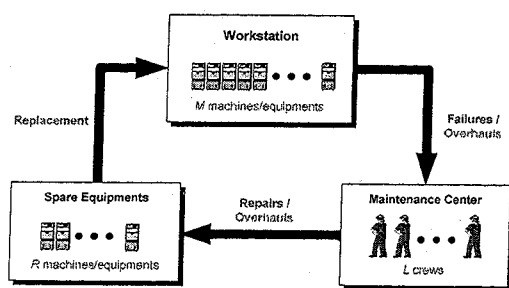 Workstation
M machines/equipments
Replacement
Failures /
Overhauls
Spare Equipments
R machines/equipments
Repairs /
Overhauls
Maintenance Center
L crews